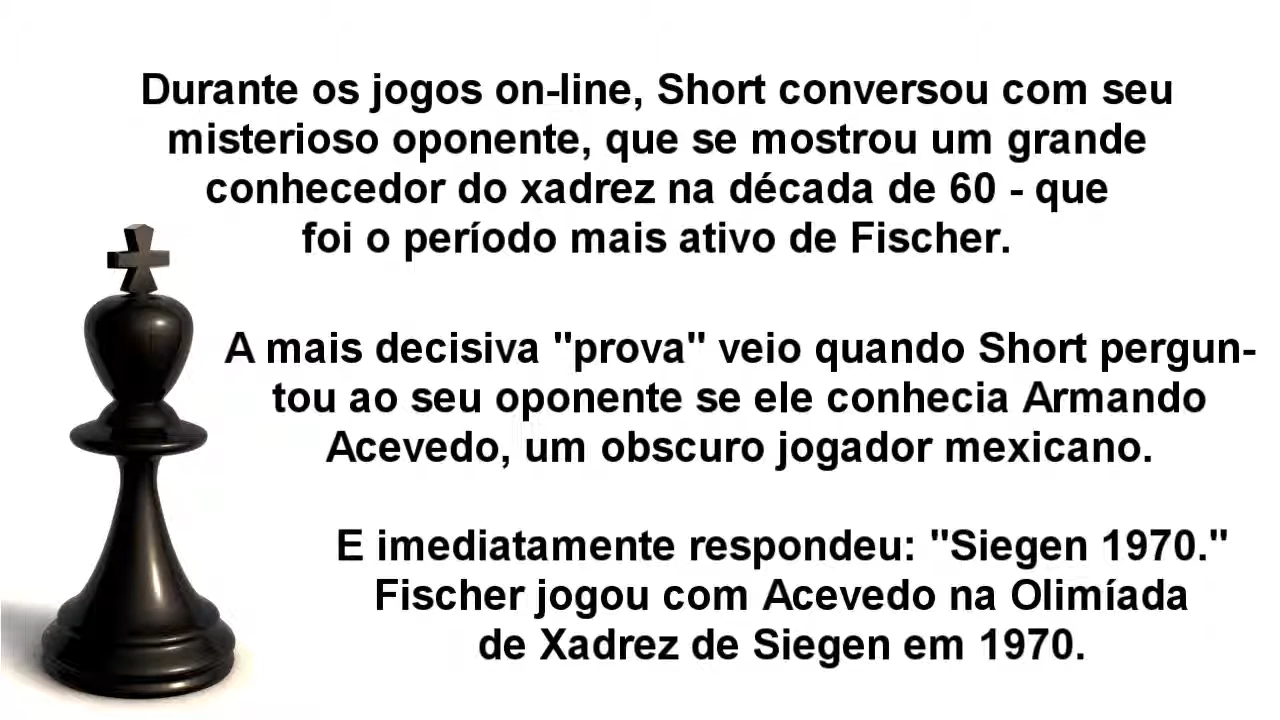 Durante os jogos on-line, Short conversou com seu
misterioso oponente, que se mostrou um grande
conhecedor do xadrez na década de 60 - que
foi o período mais ativo de Fischer.
A mais decisiva "prova" veio quando Short pergun-
tou ao seu oponente se ele conhecia Armando
Acevedo, um obscuro jogador mexicano.
E imediatamente respondeu: "Siegen 1970."
Fischer jogou com Acevedo na Olimíada
de Xadrez de Siegen em 1970.